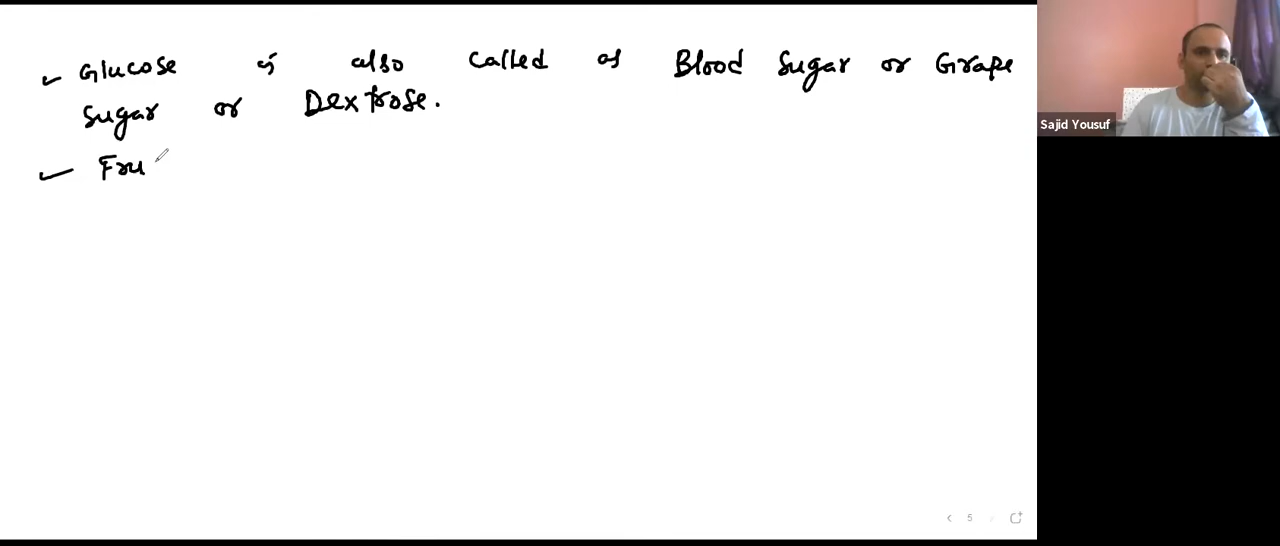 Glucose is also called as Blood Sugar or Grape
Sugar or Dextrose.
Fru
Sajid Yousuf
5